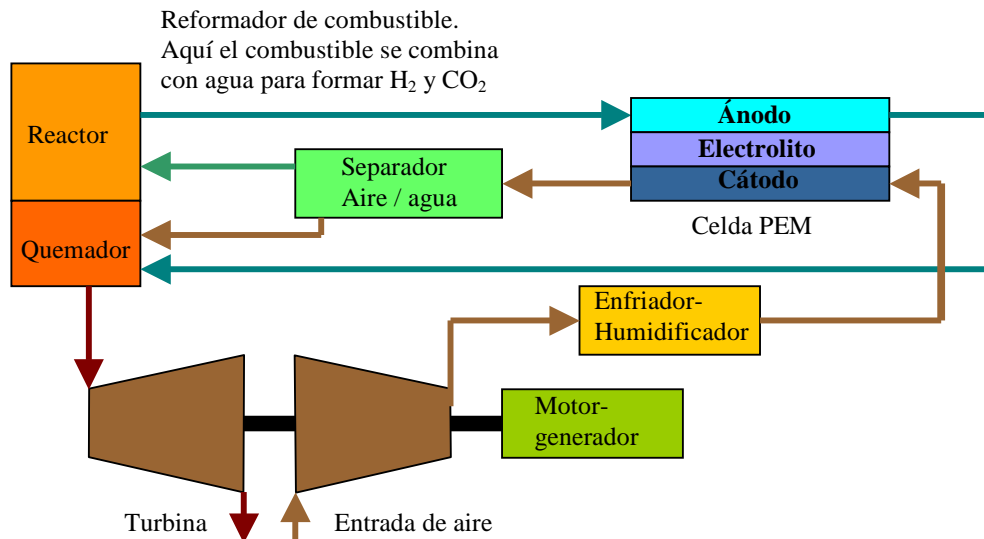 Reformador de combustible.
Aquí el combustible se combina
con agua para formar H₂ y CO₂
Reactor
Quemador
Separador
Aire / agua
Ánodo
Electrolito
Cátodo
Celda PEM
Enfriador-
Humidificador
Motor-
generador
Turbina
Entrada de aire